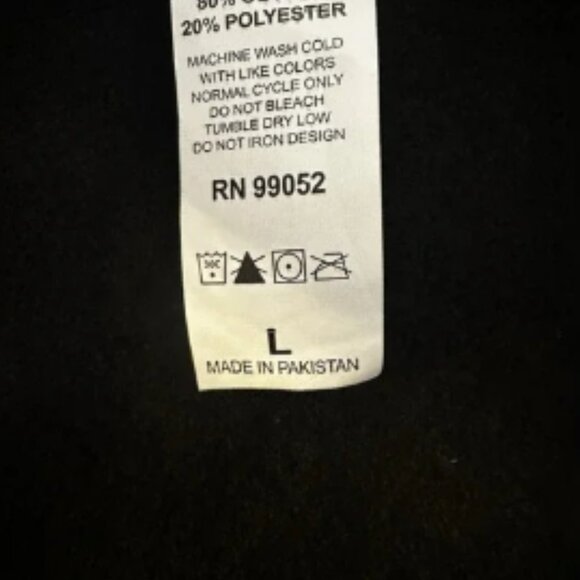 80%
20% POLYESTER
MACHINE WASH COLD
WITH LIKE COLORS
NORMAL CYCLE ONLY
DO NOT BLEACH
TUMBLE DRY LOW
DO NOT IRON DESIGN
RN 99052
L
MADE IN PAKISTAN